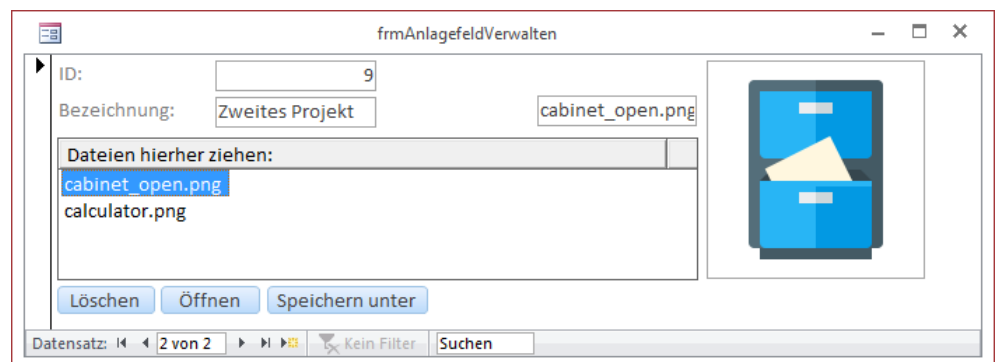 frmAnlagefeldVerwalten
ID: 9
Bezeichnung: Zweites Projekt cabinet_open.png
Dateien hierher ziehen:
cabinet_open.png
calculator.png
Löschen Öffnen Speichern unter
Datensatz: 2 von 2 Kein Filter Suchen